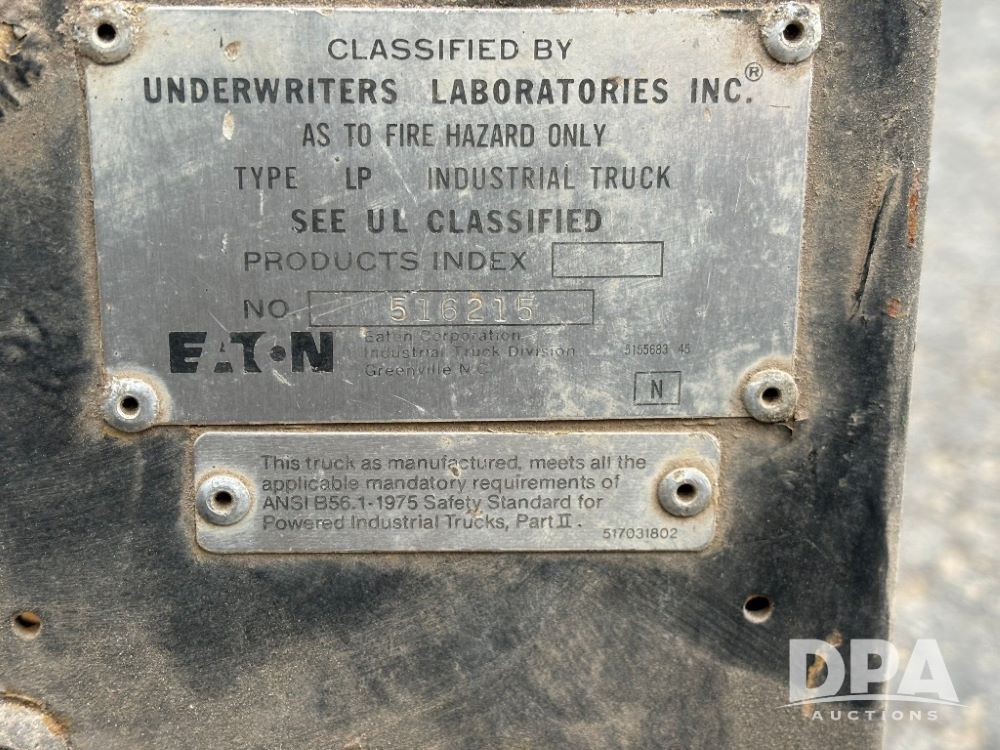 CLASSIFIED BY
UNDERWRITERS LABORATORIES INC.®
AS TO FIRE HAZARD ONLY
TYPE LP INDUSTRIAL TRUCK
SEE UL CLASSIFIED
PRODUCTS INDEX
NO 516215
EATON
Eaton Corporation
Industrial Truck Division
Greenville N.C.
5155683 45
N
This truck as manufactured, meets all the
applicable mandatory requirements of
ANSI B56.1-1975 Safety Standard for
Powered Industrial Trucks, Part II.
517031802
DPA
AUCTIONS